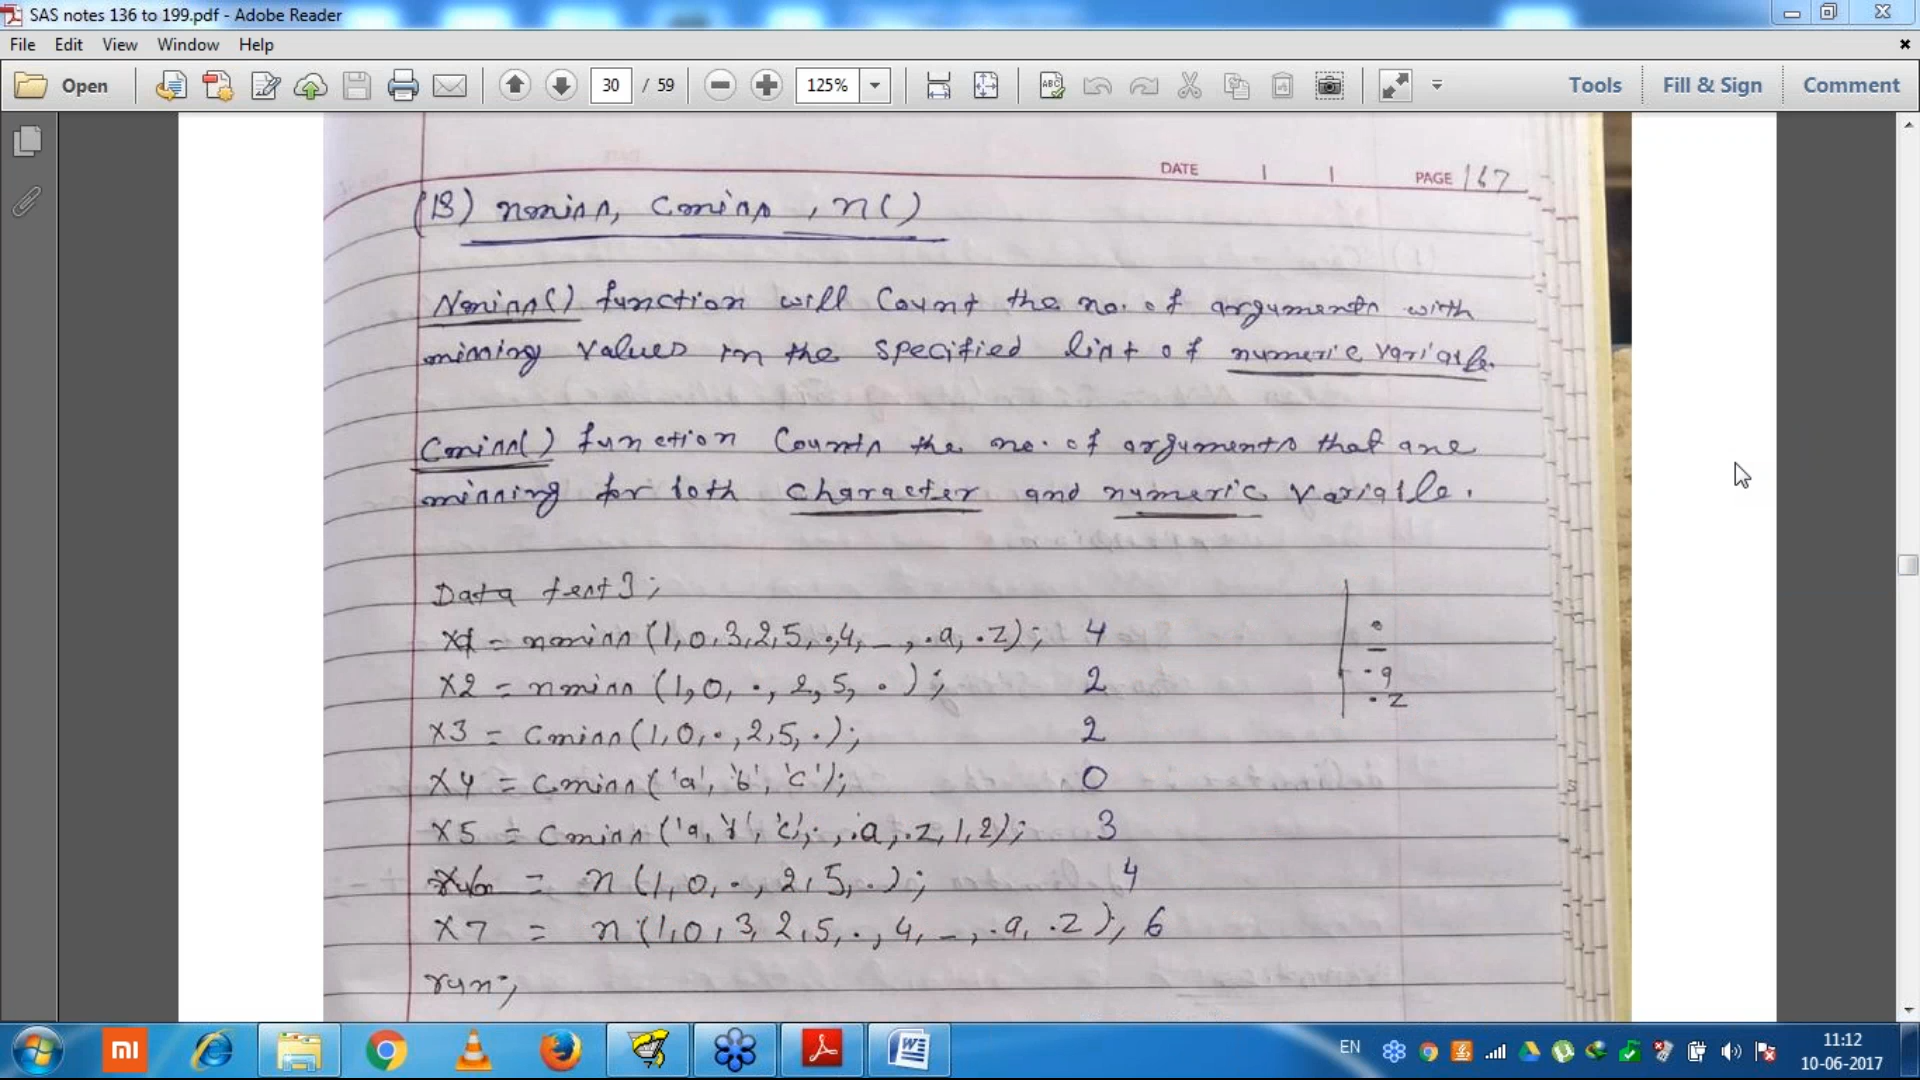 SAS notes 136 to 199.pdf - Adobe Reader
File Edit View Window Help
Open 30 / 59 125% Tools Fill & Sign Comment
DATE PAGE 167
(18) nmiss, Cmiss, n()
Nmiss() function will Count the no. of arguments with
missing values in the specified list of numeric variable.
Cmiss() function Counts the no. of arguments that are
missing for both character and numeric variable.
Data test3;
X1 = nmiss (1,0,3,2,5, .,4, _ , .a, .z); 4
X2 = nmiss (1,0, ., 2,5, . ); 2
X3 = Cmiss(1,0,.,2,5,.); 2
X4 = Cmiss('a','b','c'); 0
X5 = Cmiss('a,'b','c',.,.a,.z,1,2); 3
X6 = n (1,0, ., 2,5, .); 4
X7 = n (1,0,3,2,5,.,4, _, .a, .z); 6
run;
.
_
.a
.z
mi
W
EN
11:12
10-06-2017